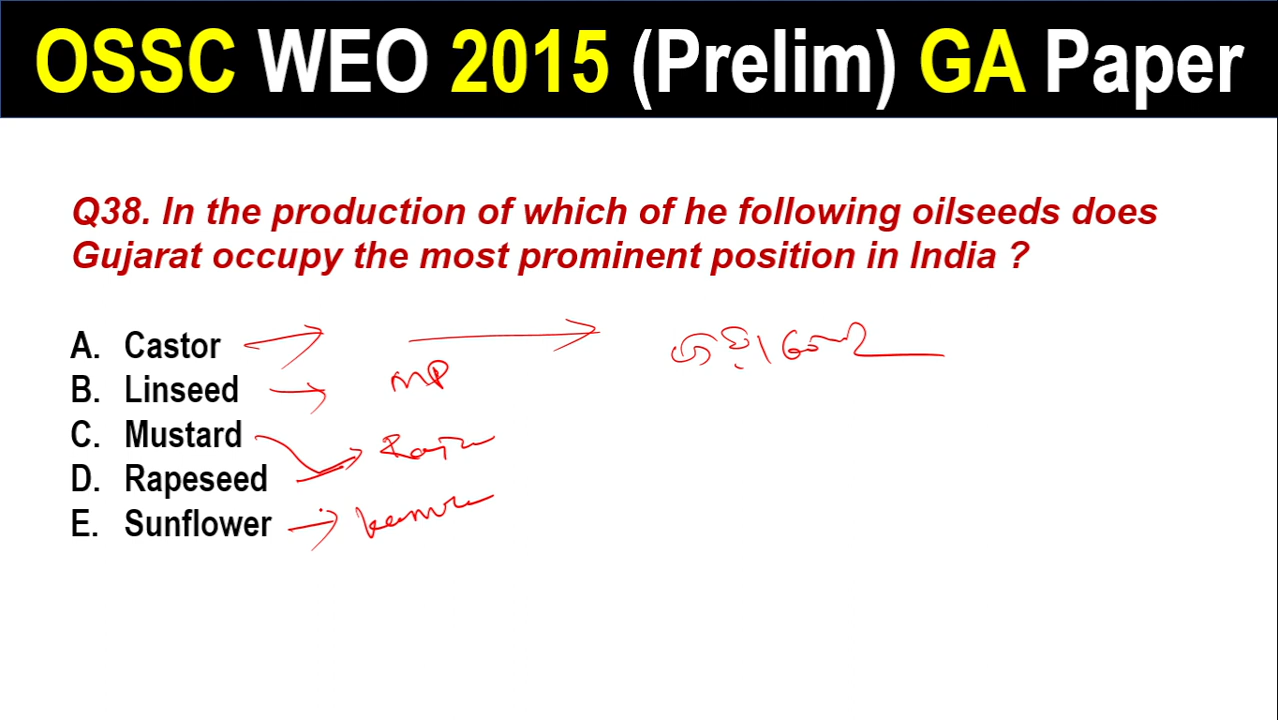 OSSC WEO 2015 (Prelim) GA Paper
Q38. In the production of which of he following oilseeds does
Gujarat occupy the most prominent position in India ?
A. Castor
B. Linseed MP
C. Mustard
D. Rapeseed
E. Sunflower